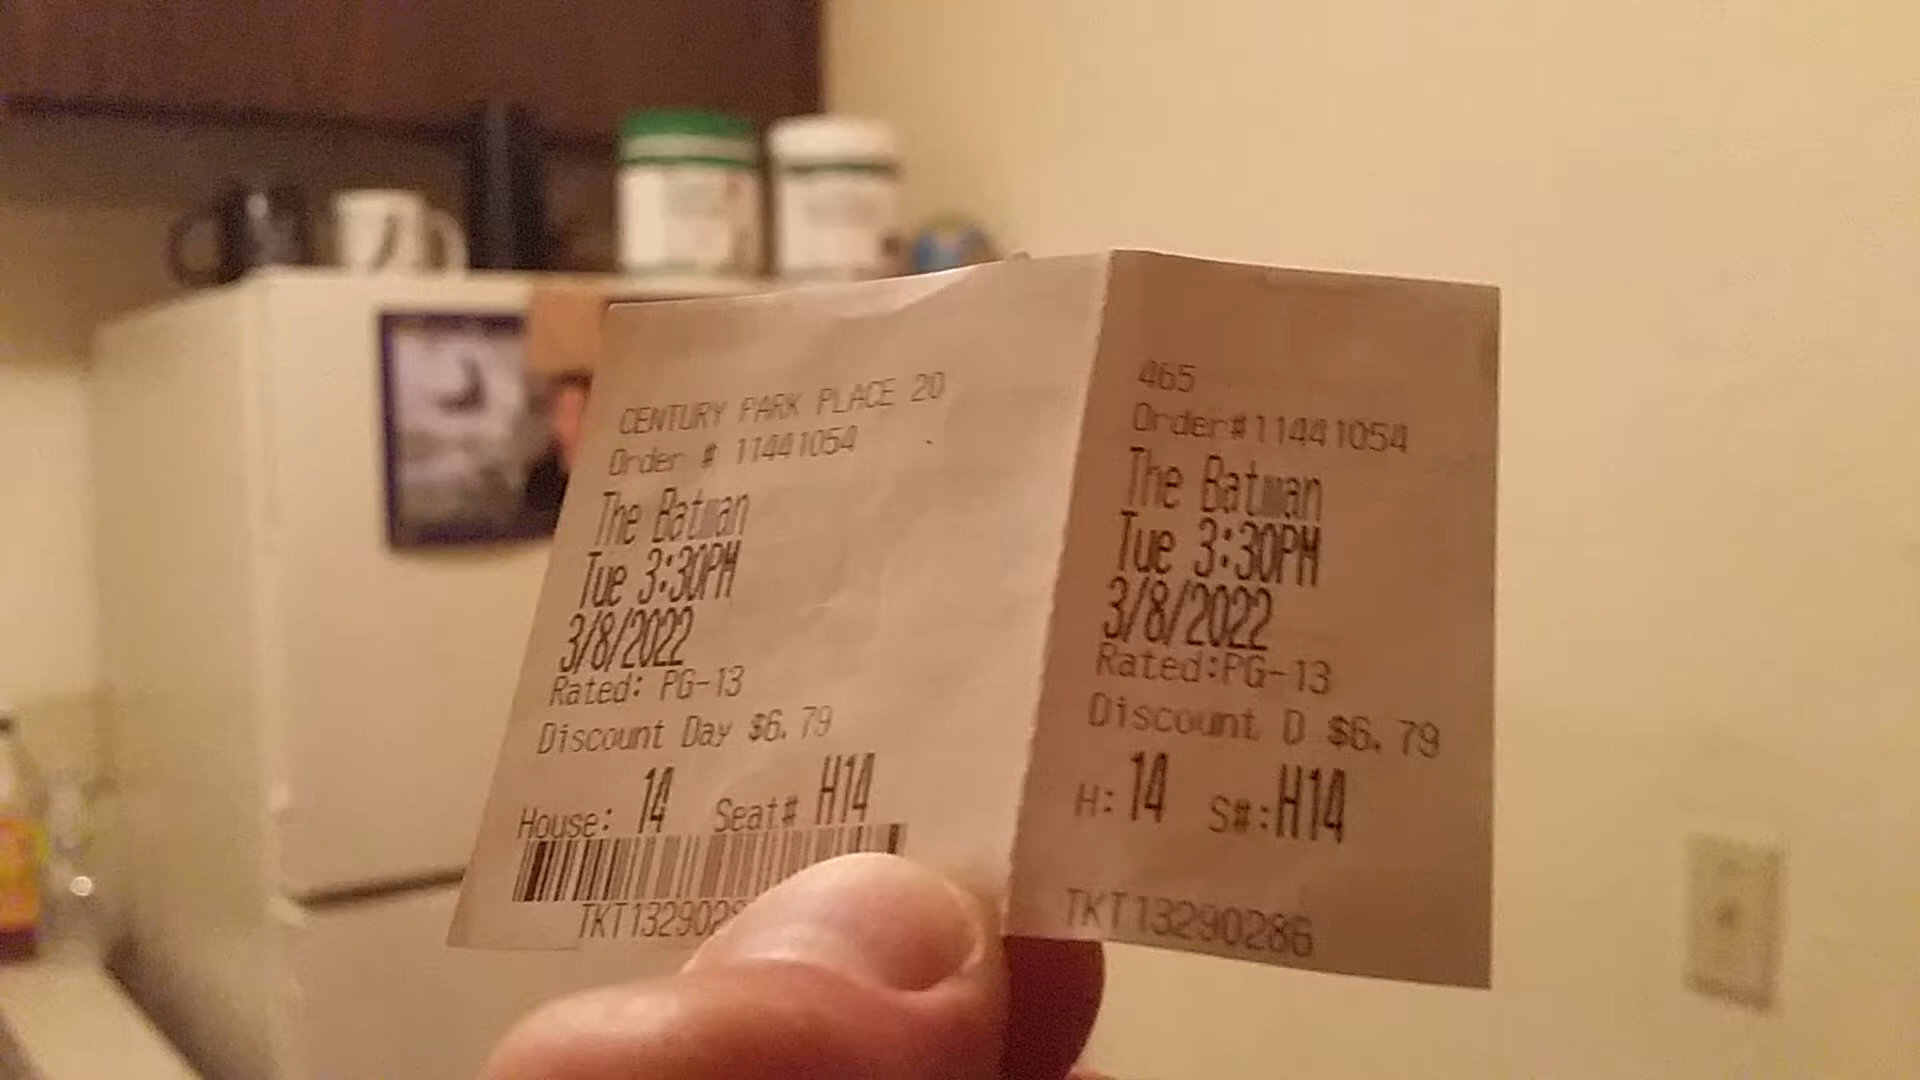 CENTURY PARK PLACE 20
Order # 11441054
The Batman
Tue 3:30PM
3/8/2022
Rated: PG-13
Discount Day $6.79
House: 14 Seat# H14
TKT132902
465
Order#11441054
The Batman
Tue 3:30PM
3/8/2022
Rated:PG-13
Discount D $6.79
H: 14 S#:H14
TKT13290286